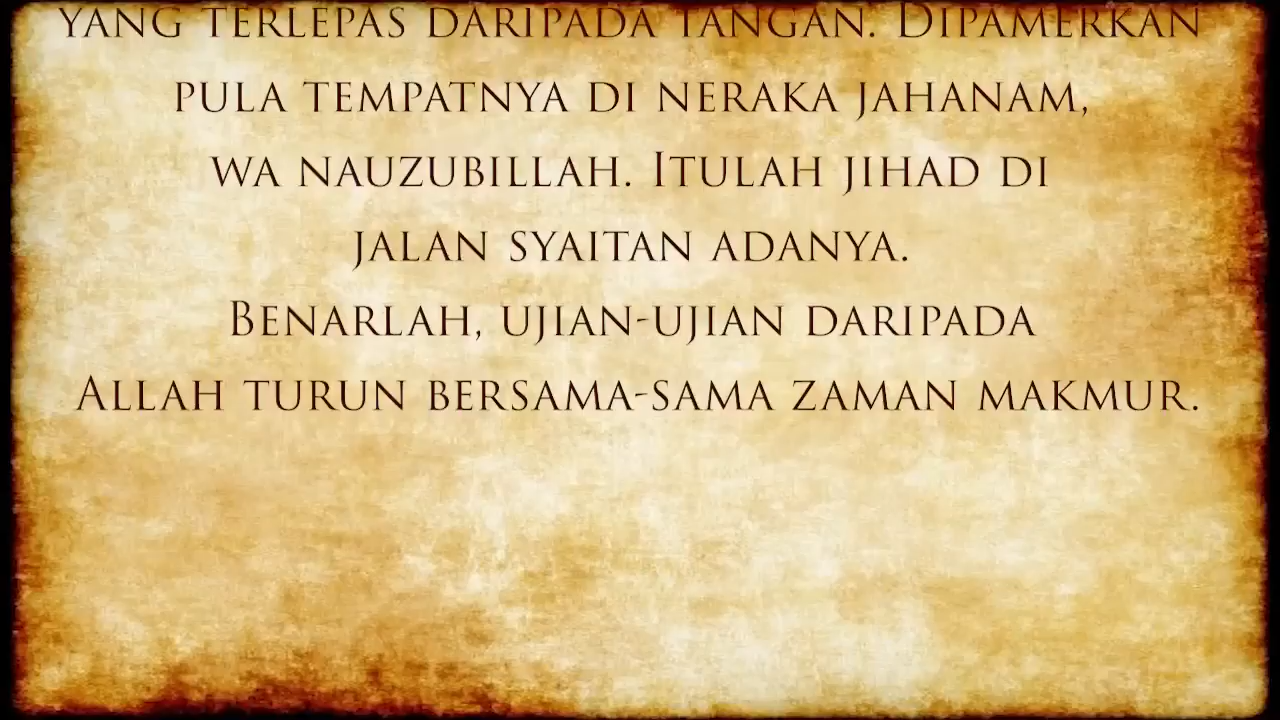 YANG TERLEPAS DARIPADA TANGAN. DIPAMERKAN
PULA TEMPATNYA DI NERAKA JAHANAM,
WA NAUZUBILLAH. ITULAH JIHAD DI
JALAN SYAITAN ADANYA.
BENARLAH, UJIAN-UJIAN DARIPADA
ALLAH TURUN BERSAMA-SAMA ZAMAN MAKMUR.